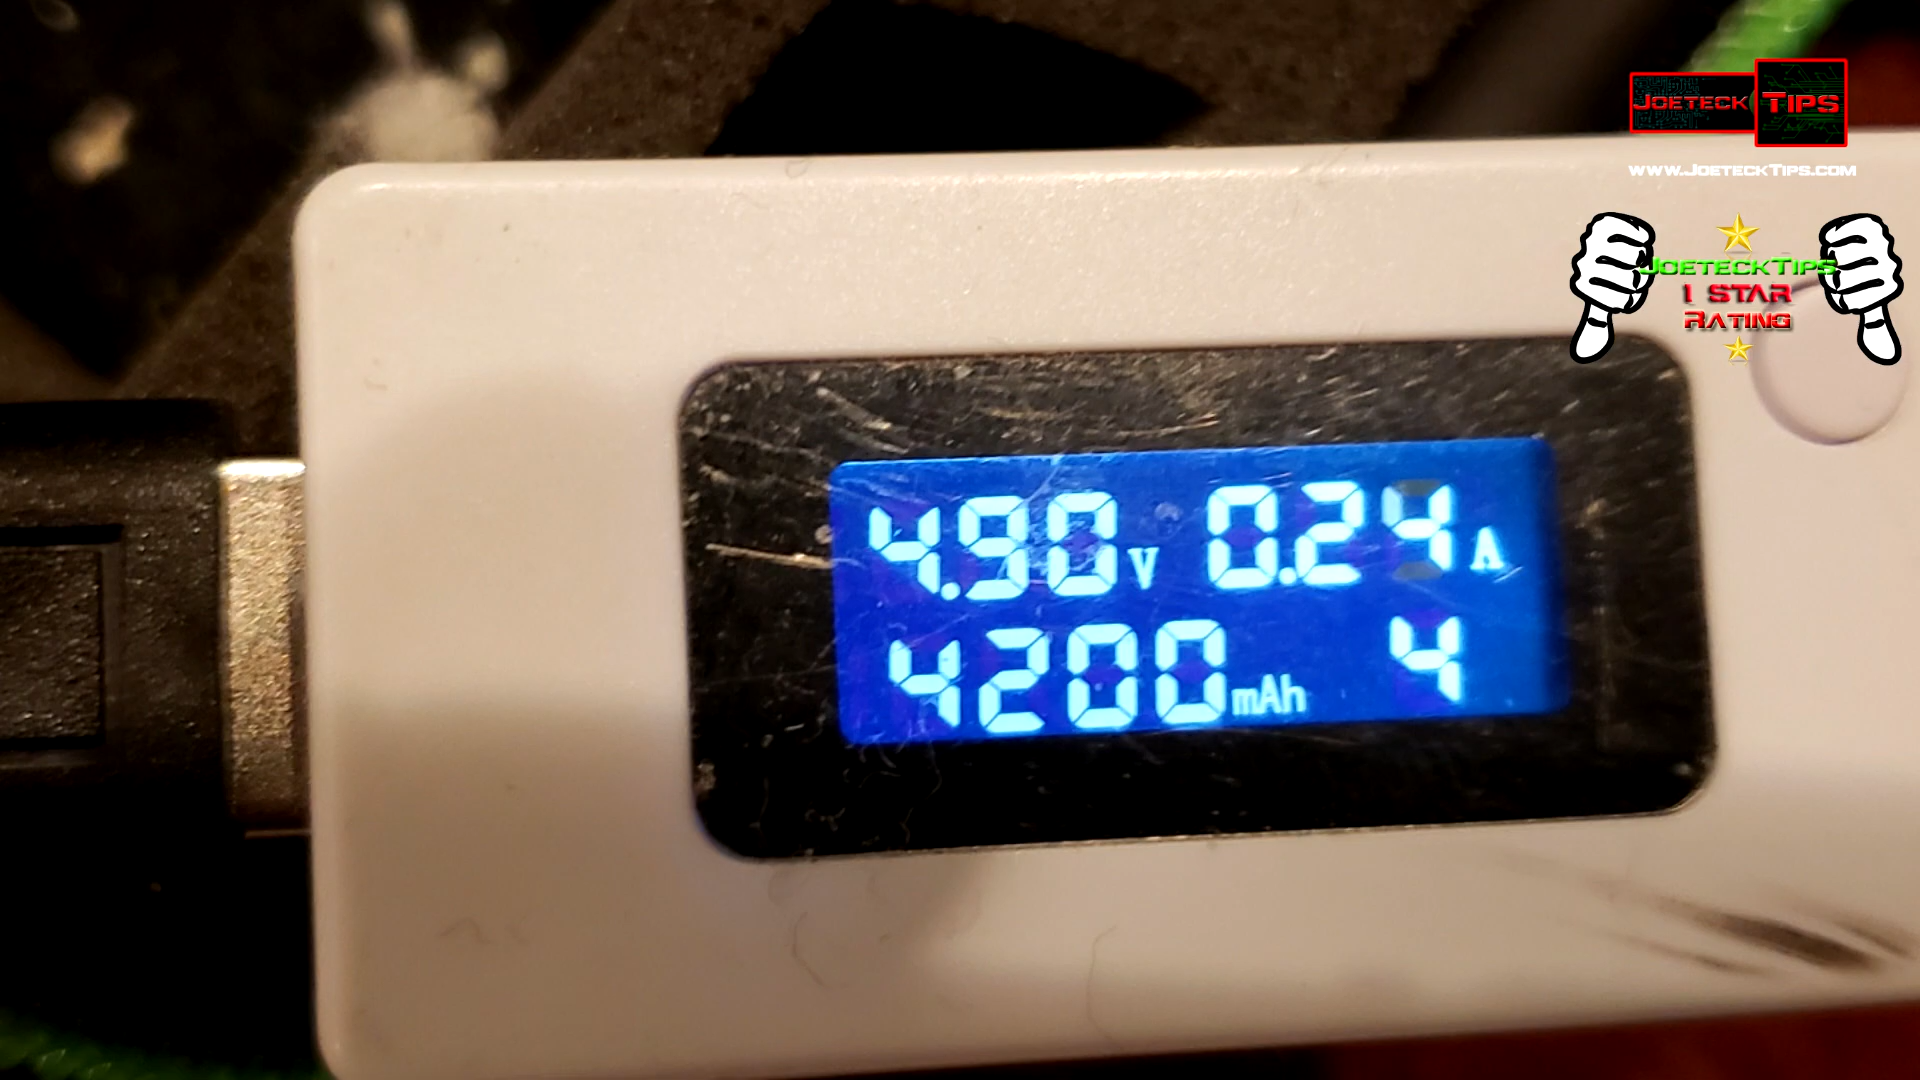 JOETECK TIPS
WWW.JOETECKTIPS.COM
JOETECKTIPS
1 STAR
RATING
4.90V 0.24A
4200mAh 4